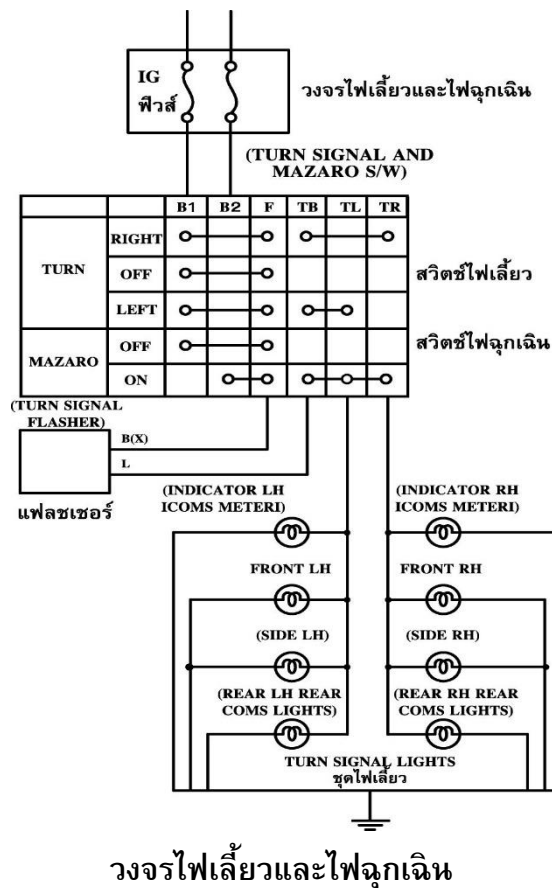 IG
ฟิวส์
วงจรไฟเลี้ยวและไฟฉุกเฉิน
(TURN SIGNAL AND
MAZARO S/W)
B1 B2 F TB TL TR
TURN
RIGHT
OFF
LEFT
สวิตช์ไฟเลี้ยว
MAZARO
OFF
ON
สวิตช์ไฟฉุกเฉิน
(TURN SIGNAL
FLASHER)
B(X)
L
แฟลชเชอร์
(INDICATOR LH
ICOMS METERI)
(INDICATOR RH
ICOMS METERI)
FRONT LH
FRONT RH
(SIDE LH)
(SIDE RH)
(REAR LH REAR
COMS LIGHTS)
(REAR RH REAR
COMS LIGHTS)
TURN SIGNAL LIGHTS
ชุดไฟเลี้ยว
วงจรไฟเลี้ยวและไฟฉุกเฉิน